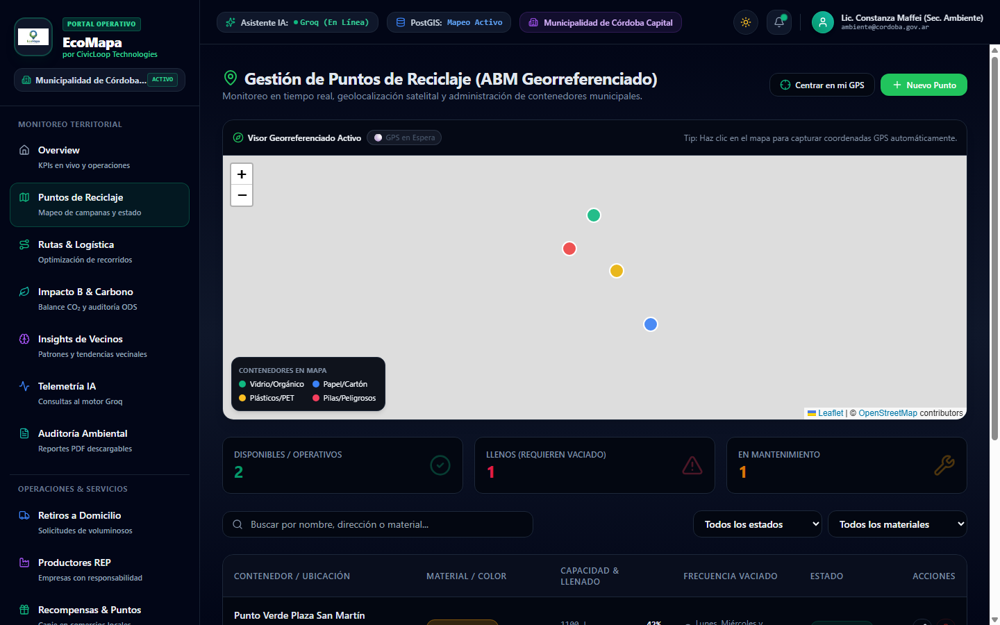 PORTAL OPERATIVO
EcoMapa
por CivicLoop Technologies
Municipalidad de Córdoba...
ACTIVO
MONITOREO TERRITORIAL
Overview
KPIs en vivo y operaciones
Puntos de Reciclaje
Mapeo de campanas y estado
Rutas & Logística
Optimización de recorridos
Impacto B & Carbono
Balance CO₂ y auditoría ODS
Insights de Vecinos
Patrones y tendencias vecinales
Telemetría IA
Consultas al motor Groq
Auditoría Ambiental
Reportes PDF descargables
OPERACIONES & SERVICIOS
Retiros a Domicilio
Solicitudes de voluminosos
Productores REP
Empresas con responsabilidad
Recompensas & Puntos
Asistente IA: Groq (En Línea)
PostGIS: Mapeo Activo
Municipalidad de Córdoba Capital
Lic. Constanza Maffei (Sec. Ambiente)
ambiente@cordoba.gov.ar
Gestión de Puntos de Reciclaje (ABM Georreferenciado)
Monitoreo en tiempo real, geolocalización satelital y administración de contenedores municipales.
Centrar en mi GPS
+ Nuevo Punto
Visor Georreferenciado Activo
GPS en Espera
Tip: Haz clic en el mapa para capturar coordenadas GPS automáticamente.
+
−
CONTENEDORES EN MAPA
Vidrio/Orgánico
Papel/Cartón
Plásticos/PET
Pilas/Peligrosos
Leaflet | © OpenStreetMap contributors
DISPONIBLES / OPERATIVOS
2
LLENOS (REQUIEREN VACIADO)
1
EN MANTENIMIENTO
1
Buscar por nombre, dirección o material...
Todos los estados
Todos los materiales
CONTENEDOR / UBICACIÓN
MATERIAL / COLOR
CAPACIDAD &
LLENADO
FRECUENCIA VACIADO
ESTADO
ACCIONES
Punto Verde Plaza San Martín
1100 L
42%
Lunes, Miércoles y